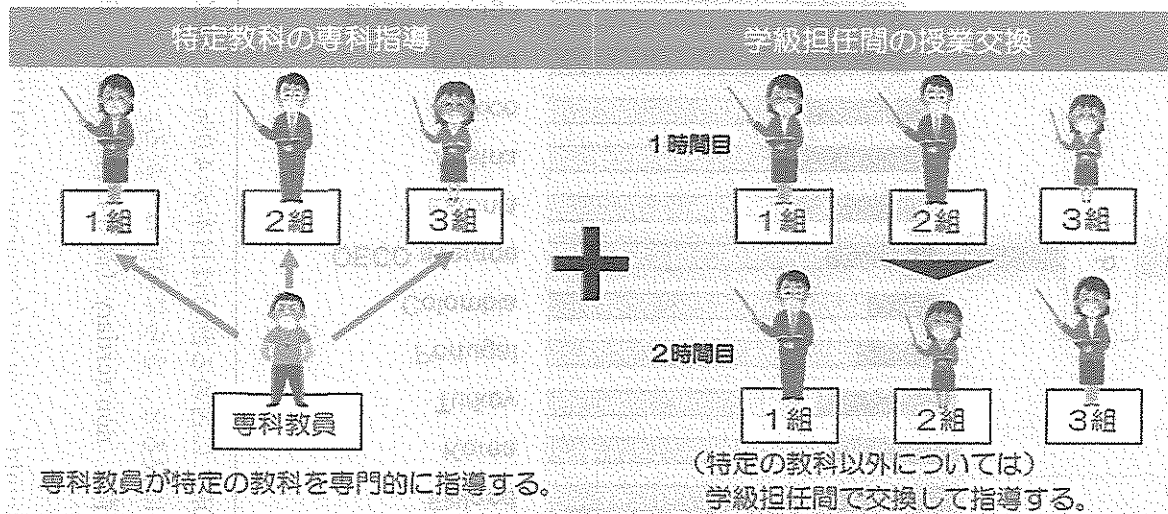 特定教科の専科指導
学級担任間の授業交換
1組
2組
3組
専科教員
専科教員が特定の教科を専門的に指導する。
1時間目
1組
2組
3組
2時間目
1組
2組
3組
(特定の教科以外については)
学級担任間で交換して指導する。